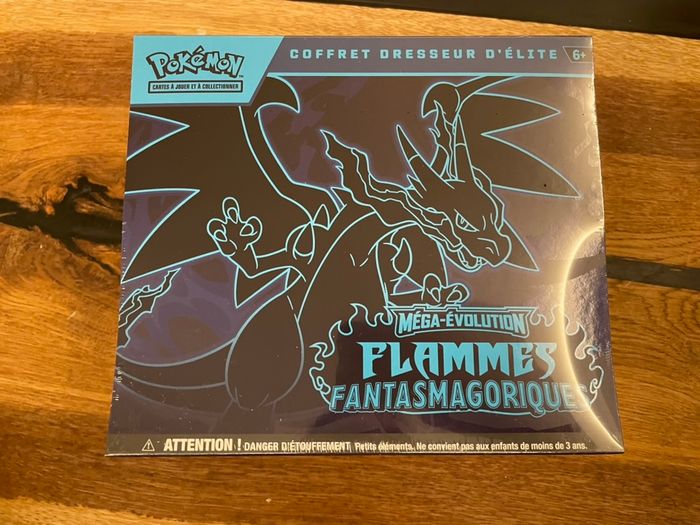 POKéMON
CARTES À JOUER ET À COLLECTIONNER
COFFRET DRESSEUR D'ÉLITE 6+
MÉGA-ÉVOLUTION
FLAMMES
FANTASMAGORIQUES
ATTENTION ! DANGER D'ÉTOUFFEMENT Petits éléments. Ne convient pas aux enfants de moins de 3 ans.